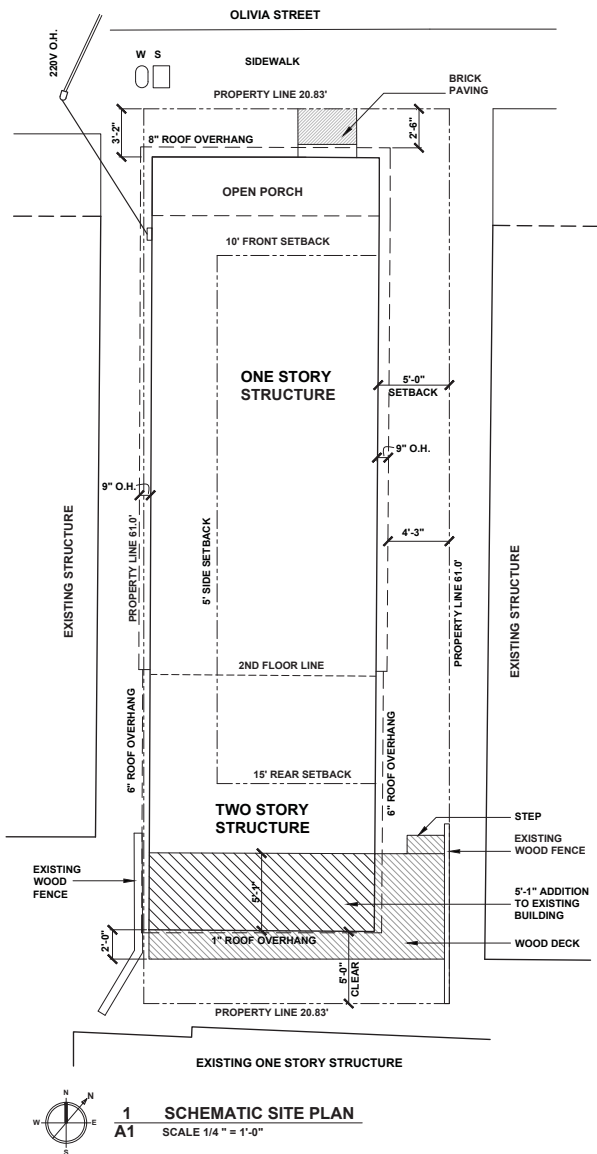 OLIVIA STREET
220V O.H.
W S
SIDEWALK
BRICK
PAVING
PROPERTY LINE 20.83'
3'-2"
2'-6"
8" ROOF OVERHANG
OPEN PORCH
10' FRONT SETBACK
ONE STORY
STRUCTURE
5'-0"
SETBACK
9" O.H.
9" O.H.
4'-3"
EXISTING STRUCTURE
PROPERTY LINE 61.0'
5' SIDE SETBACK
PROPERTY LINE 61.0'
EXISTING STRUCTURE
2ND FLOOR LINE
6" ROOF OVERHANG
6" ROOF OVERHANG
15' REAR SETBACK
TWO STORY
STRUCTURE
STEP
EXISTING
WOOD FENCE
EXISTING
WOOD
FENCE
5'-1"
5'-1" ADDITION
TO EXISTING
BUILDING
2'-0"
1" ROOF OVERHANG
WOOD DECK
5'-0"
CLEAR
PROPERTY LINE 20.83'
EXISTING ONE STORY STRUCTURE
N
N
W
E
S
1 SCHEMATIC SITE PLAN
A1 SCALE 1/4 " = 1'-0"